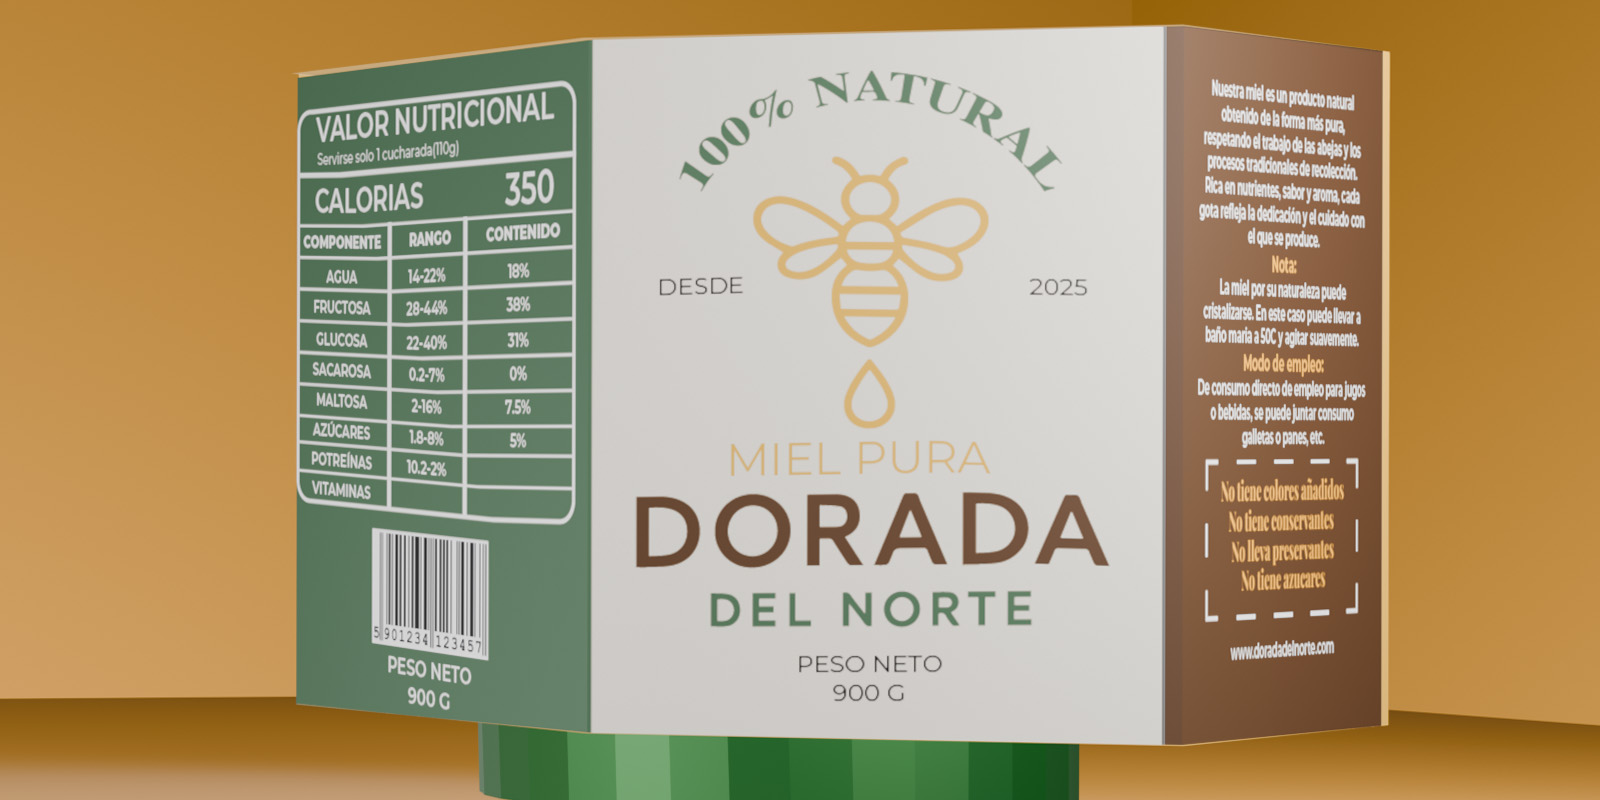 VALOR NUTRICIONAL
Servirse solo 1 cucharada(110g)
CALORIAS 350
COMPONENTE RANGO CONTENIDO
AGUA 14-22% 18%
FRUCTOSA 28-44% 38%
GLUCOSA 22-40% 31%
SACAROSA 0.2-7% 0%
MALTOSA 2-16% 7.5%
AZÚCARES 1.8-8% 5%
POTREÍNAS 10.2-2%
VITAMINAS
5 901234 123457
PESO NETO
900 G
100% NATURAL
DESDE 2025
MIEL PURA
DORADA
DEL NORTE
PESO NETO
900 G
Nuestra miel es un producto natural
obtenido de la forma más pura,
respetando el trabajo de las abejas y los
procesos tradicionales de recolección.
Rica en nutrientes, sabor y aroma, cada
gota refleja la dedicación y el cuidado con
el que se produce.
Nota:
La miel por su naturaleza puede
cristalizarse. En este caso puede llevar a
baño maria a 50C y agitar suavemente.
Modo de empleo:
De consumo directo de empleo para jugos
o bebidas, se puede juntar consumo
galletas o panes, etc.
No tiene colores añadidos
No tiene conservantes
No lleva preservantes
No tiene azucares
www.doradadelnorte.com